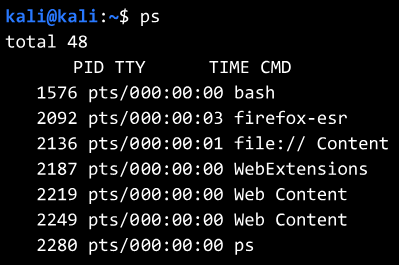 kali@kali:~$ ps
total 48
PID TTY TIME CMD
1576 pts/000:00:00 bash
2092 pts/000:00:03 firefox-esr
2136 pts/000:00:01 file:// Content
2187 pts/000:00:00 WebExtensions
2219 pts/000:00:00 Web Content
2249 pts/000:00:00 Web Content
2280 pts/000:00:00 ps